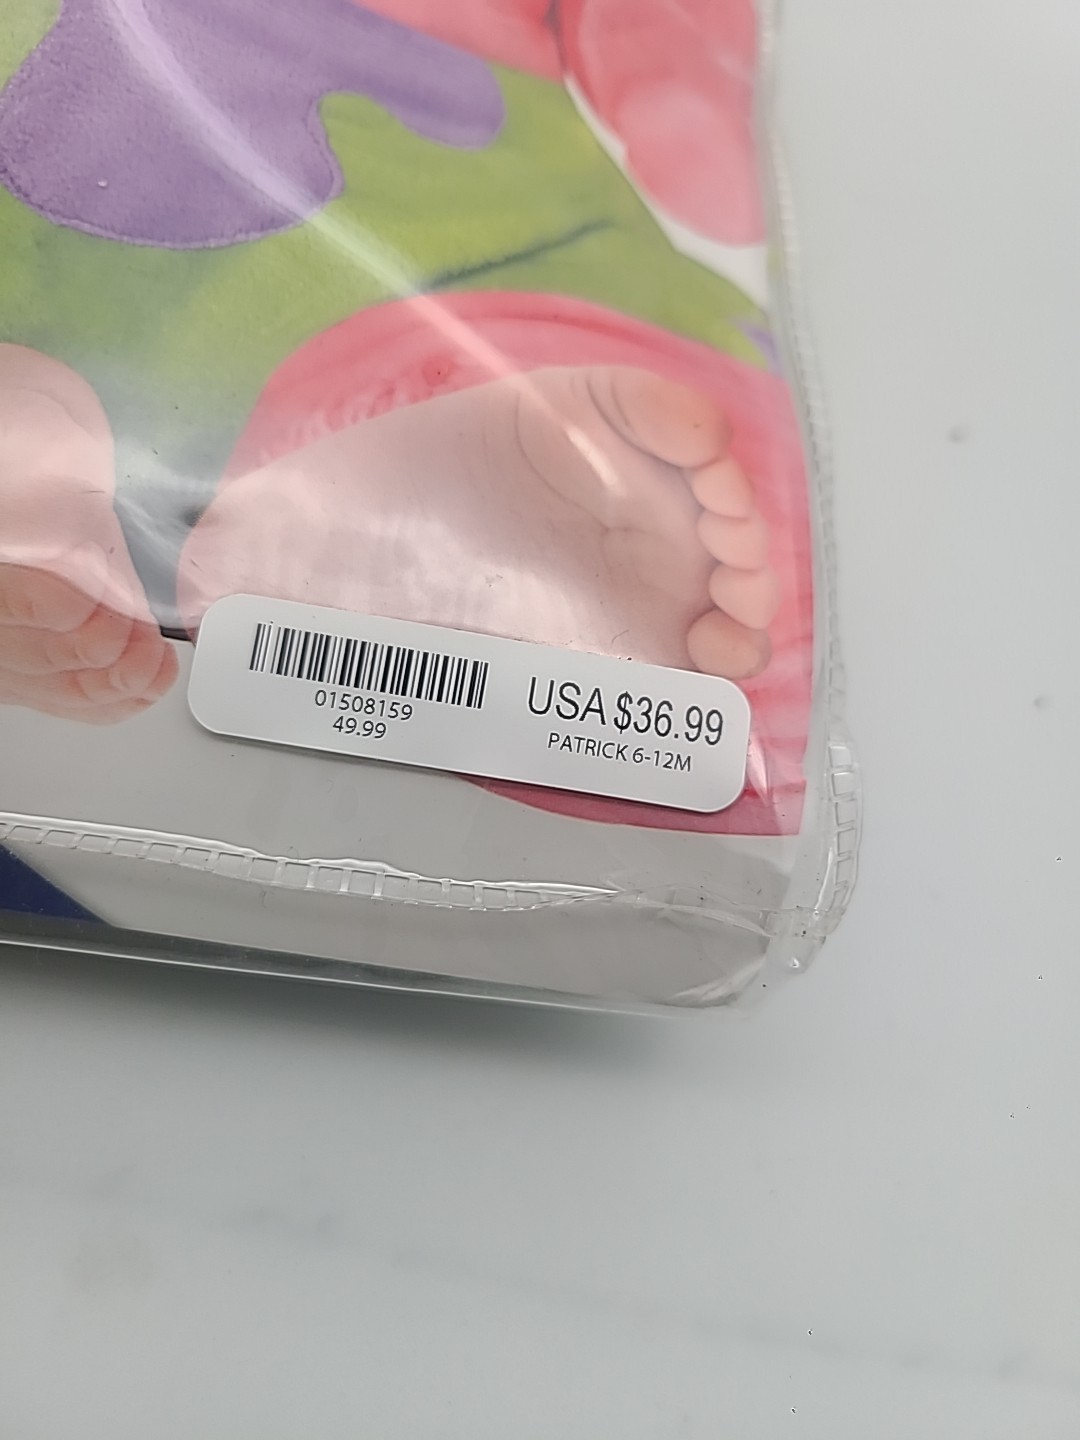 01508159
49.99
USA $36.99
PATRICK 6-12M